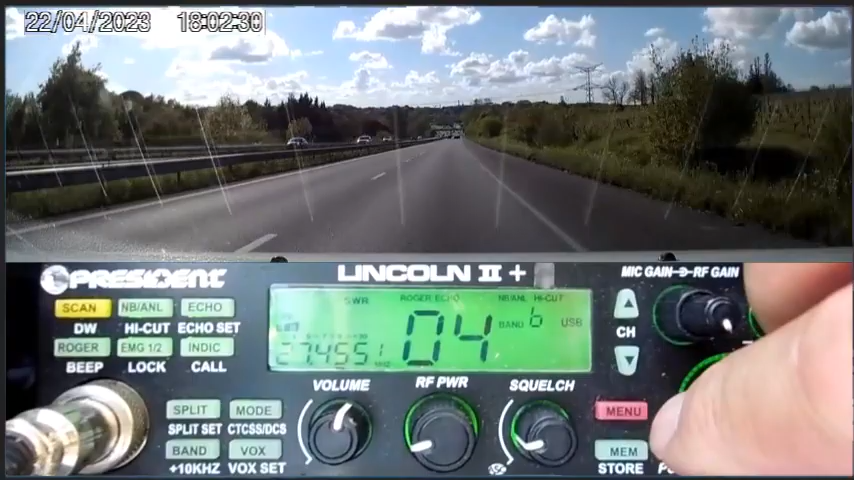 22/04/2023 18:02:30
PRESIDENT LINCOLN II + MIC GAIN RF GAIN
SCAN NB/ANL ECHO
DW HI-CUT ECHO SET
ROGER EMG 1/2 INDIC
BEEP LOCK CALL
SWR ROGER ECHO NB/ANL HI-CUT
04 BAND 6 USB
27.4551
CH
VOLUME RF PWR SQUELCH
SPLIT MODE
SPLIT SET CTCSS/DCS
BAND VOX
+10KHZ VOX SET
MENU
MEM
STORE